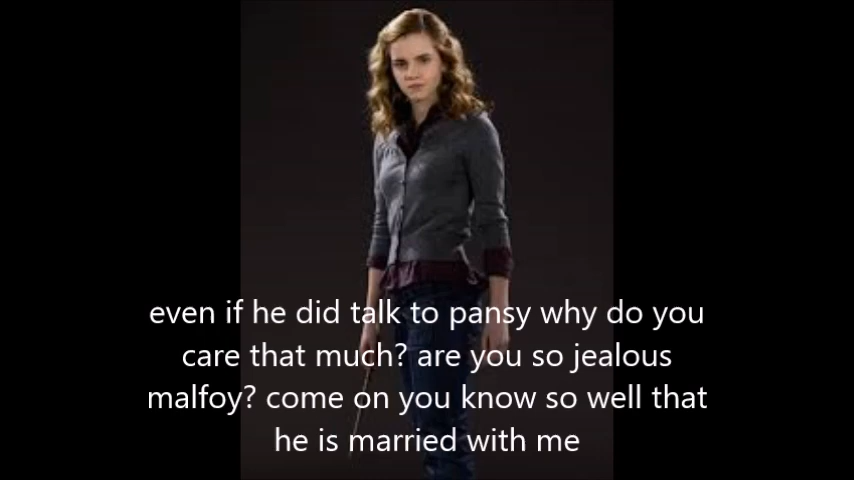 even if he did talk to pansy why do you
care that much? are you so jealous
malfoy? come on you know so well that
he is married with me